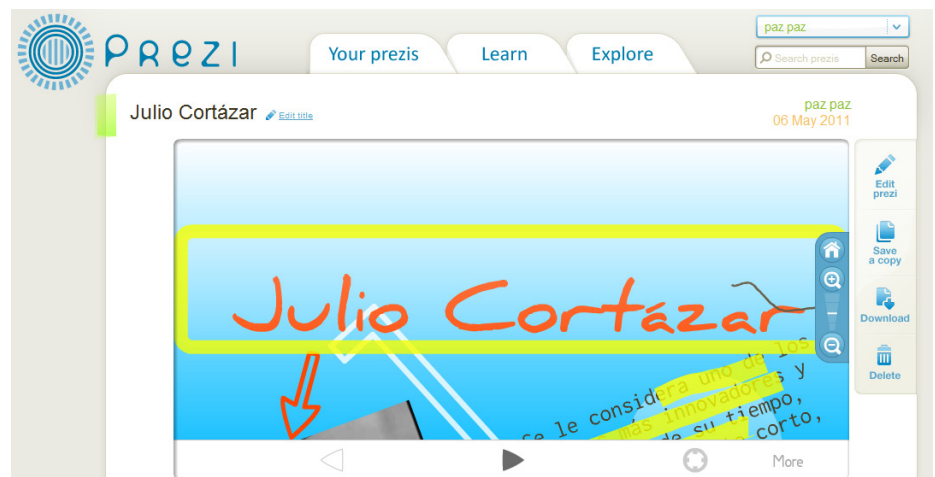 PREZI
Your prezis
Learn
Explore
paz paz
Search prezis
Search
Julio Cortázar
Edit title
paz paz
06 May 2011
Edit
prezi
Save
a copy
Download
Delete
Julio Cortázar
Se le considera uno de los
más innovadores y
de su tiempo,
corto,
More